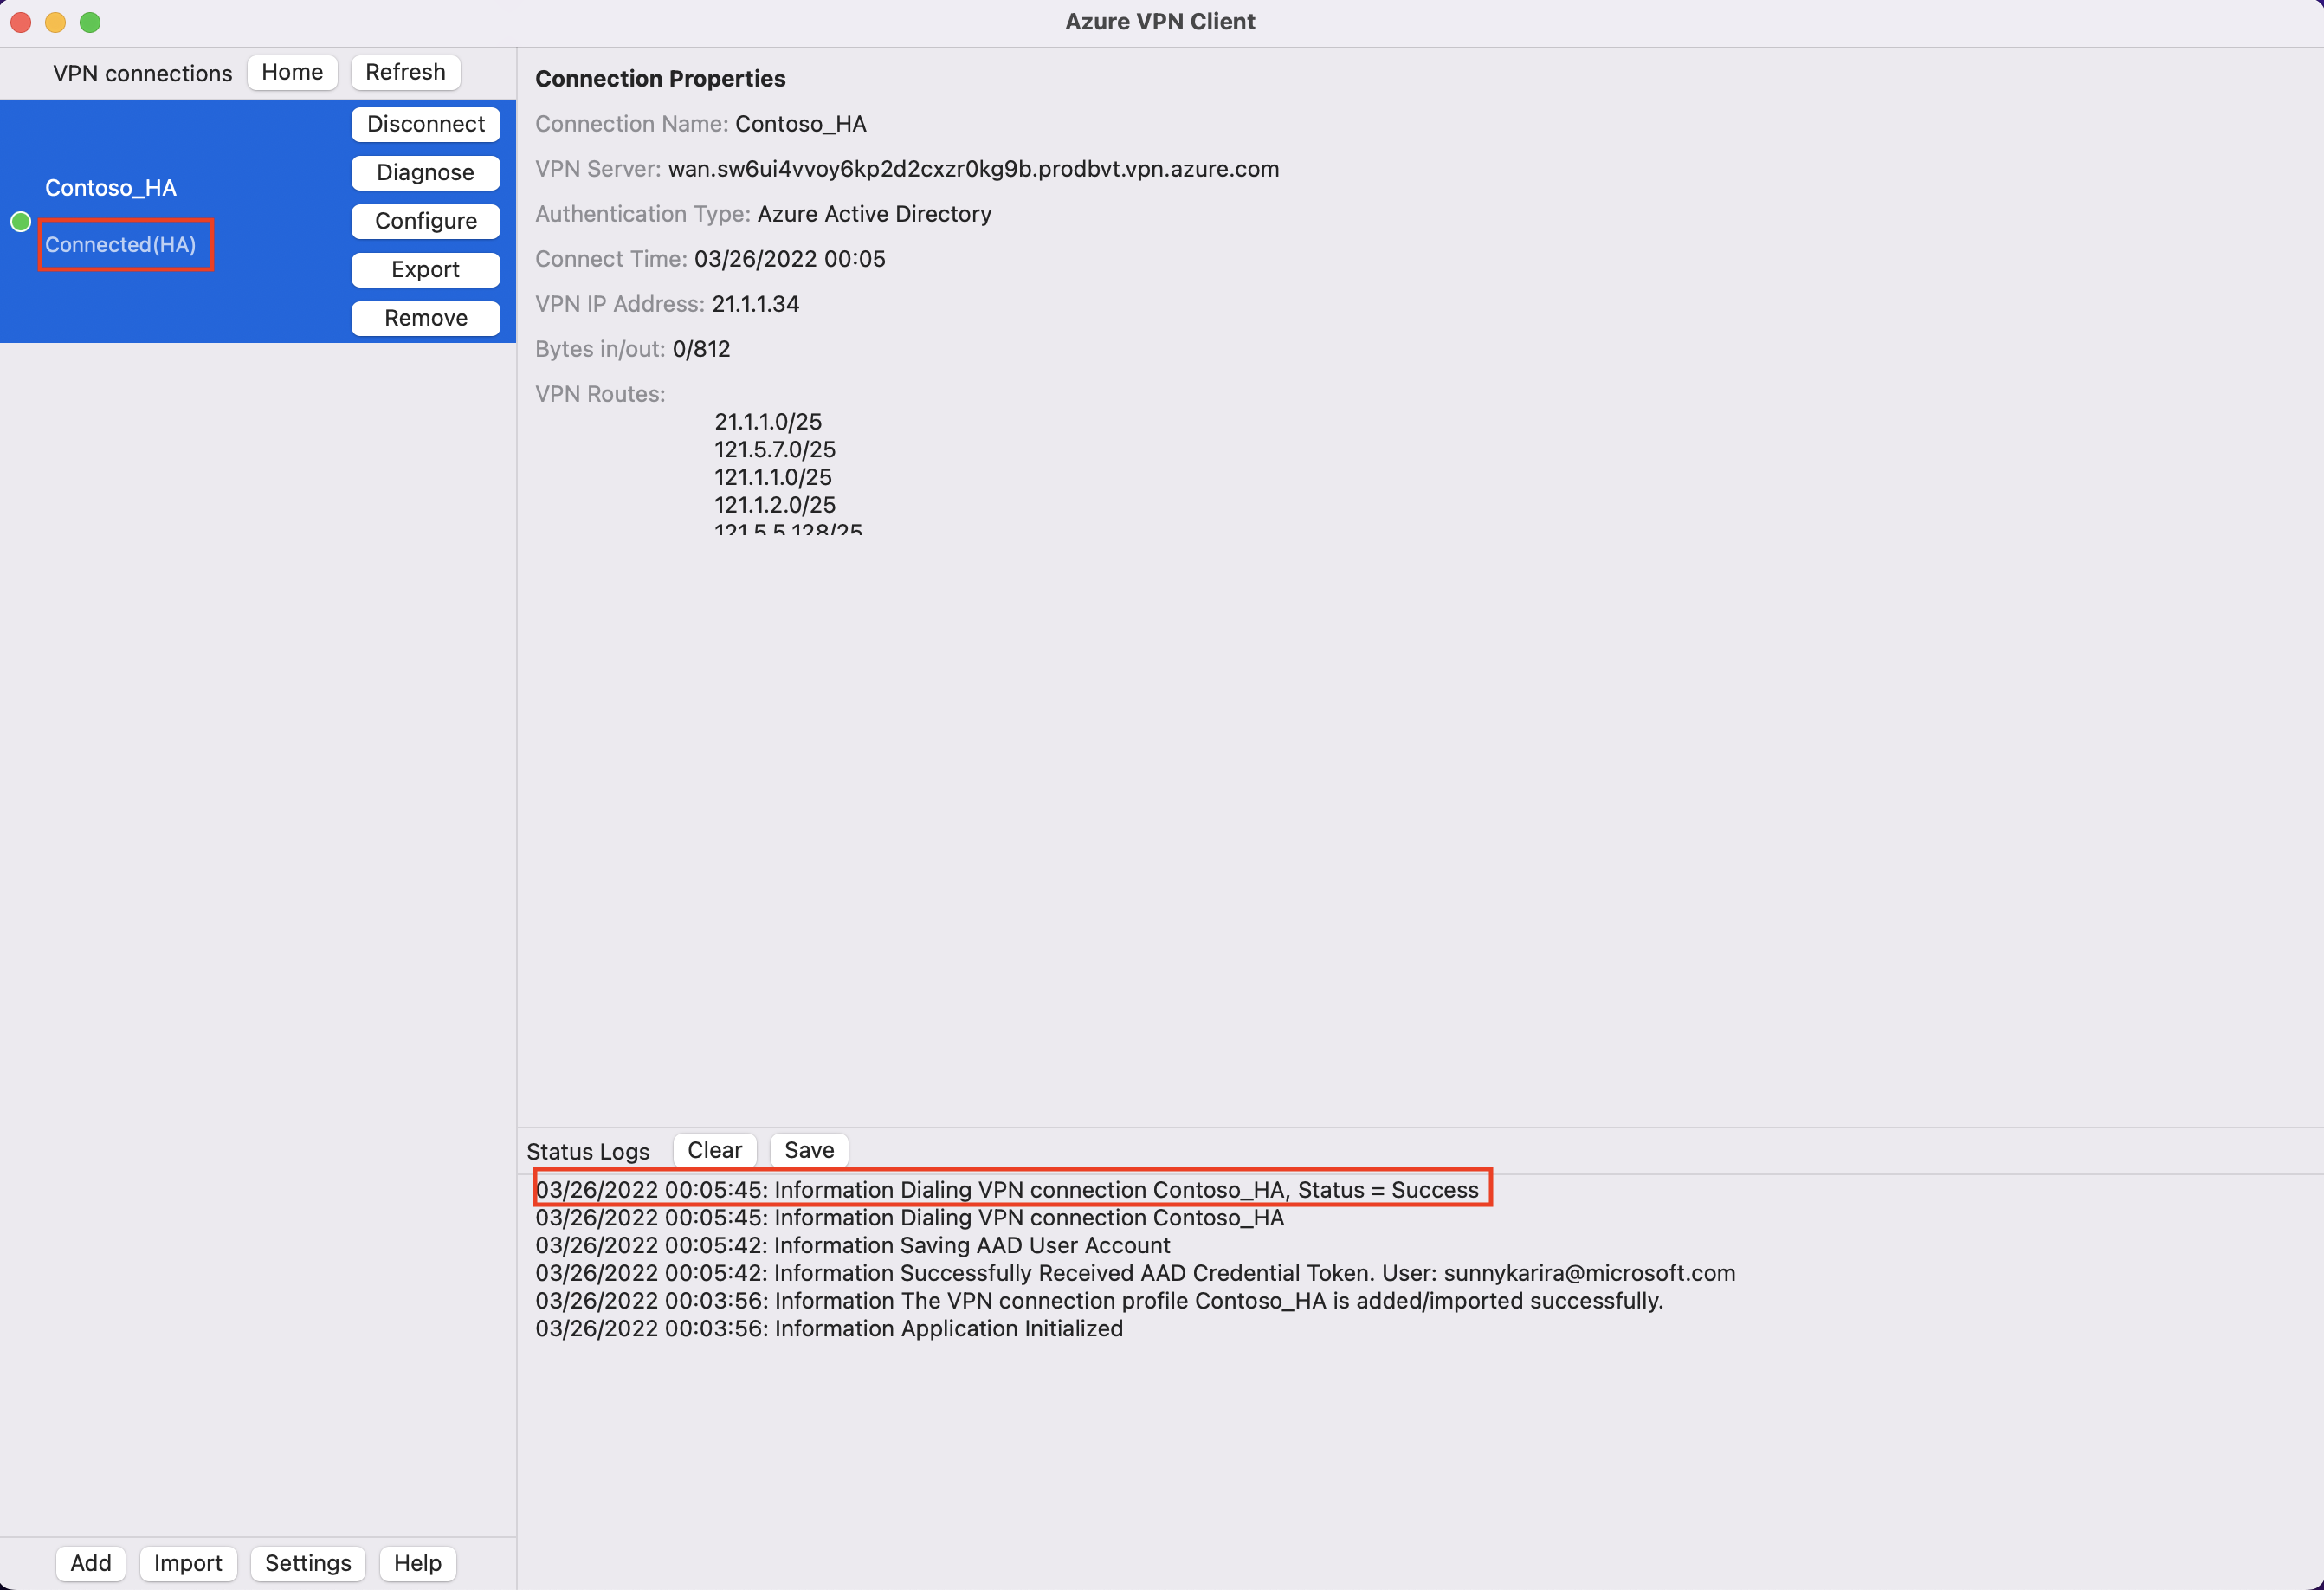 Azure VPN Client
VPN connections
Home
Refresh
Contoso_HA
Connected(HA)
Disconnect
Diagnose
Configure
Export
Remove
Connection Properties
Connection Name: Contoso_HA
VPN Server: wan.sw6ui4vvoy6kp2d2cxzr0kg9b.prodbvt.vpn.azure.com
Authentication Type: Azure Active Directory
Connect Time: 03/26/2022 00:05
VPN IP Address: 21.1.1.34
Bytes in/out: 0/812
VPN Routes:
21.1.1.0/25
121.5.7.0/25
121.1.1.0/25
121.1.2.0/25
121.5.5.128/25
Status Logs
Clear
Save
03/26/2022 00:05:45: Information Dialing VPN connection Contoso_HA, Status = Success
03/26/2022 00:05:45: Information Dialing VPN connection Contoso_HA
03/26/2022 00:05:42: Information Saving AAD User Account
03/26/2022 00:05:42: Information Successfully Received AAD Credential Token. User: sunnykarira@microsoft.com
03/26/2022 00:03:56: Information The VPN connection profile Contoso_HA is added/imported successfully.
03/26/2022 00:03:56: Information Application Initialized
Add
Import
Settings
Help